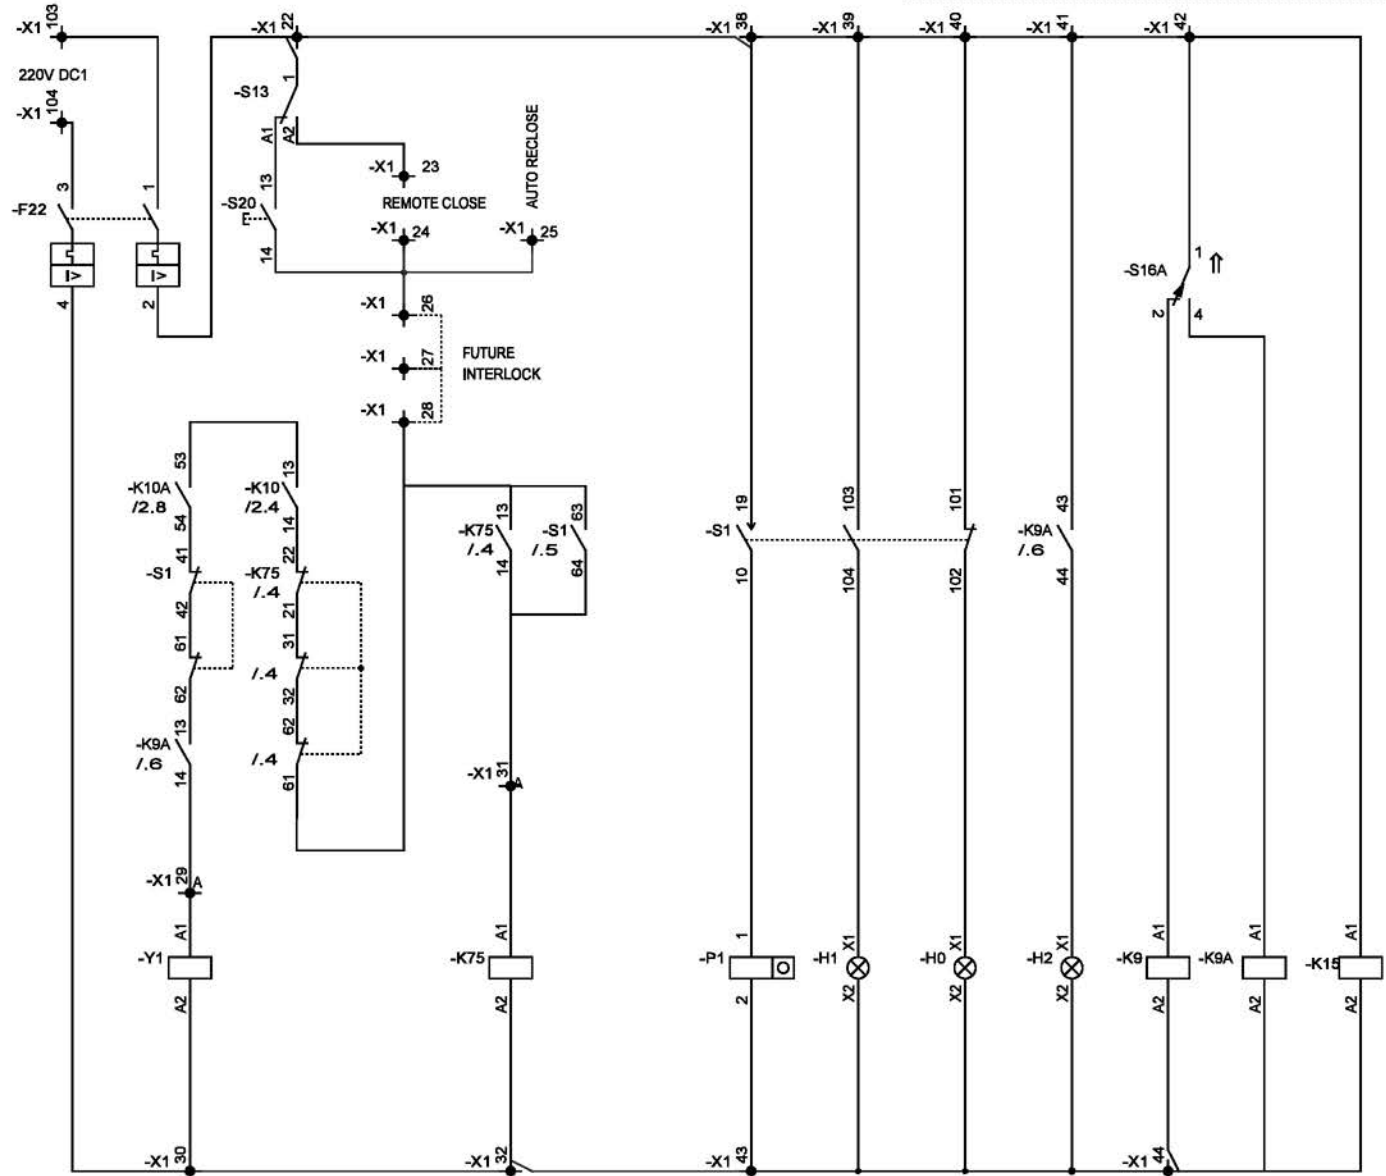 -X1 103
-X1 22
-X1 38
-X1 39
-X1 40
-X1 41
-X1 42
220V DC1
-X1 104
-S13
1
A1
A2
AUTO RECLOSE
-X1 23
REMOTE CLOSE
-F22
3
1
4
2
I>
I>
-S20
13
14
-X1 24
-X1 25
-S16A
1
⇑
2
4
-X1 26
-X1 27
FUTURE
INTERLOCK
-X1 28
53
-K10A
/2.8
54
13
-K10
/2.4
14
41
-S1
42
22
-K75
/.4
21
61
62
31
/.4
32
13
-K9A
/.6
14
62
/.4
61
13
-K75
/.4
14
63
-S1
/.5
64
19
-S1
10
103
104
101
102
43
-K9A
/.6
44
-X1 31
A
-X1 29
A
A1
-Y1
A2
A1
-K75
A2
1
-P1
2
X1
-H1
X2
X1
-H0
X2
X1
-H2
X2
A1
-K9
A2
A1
-K9A
A2
A1
-K15
A2
-X1 30
-X1 32
-X1 43
-X1 44